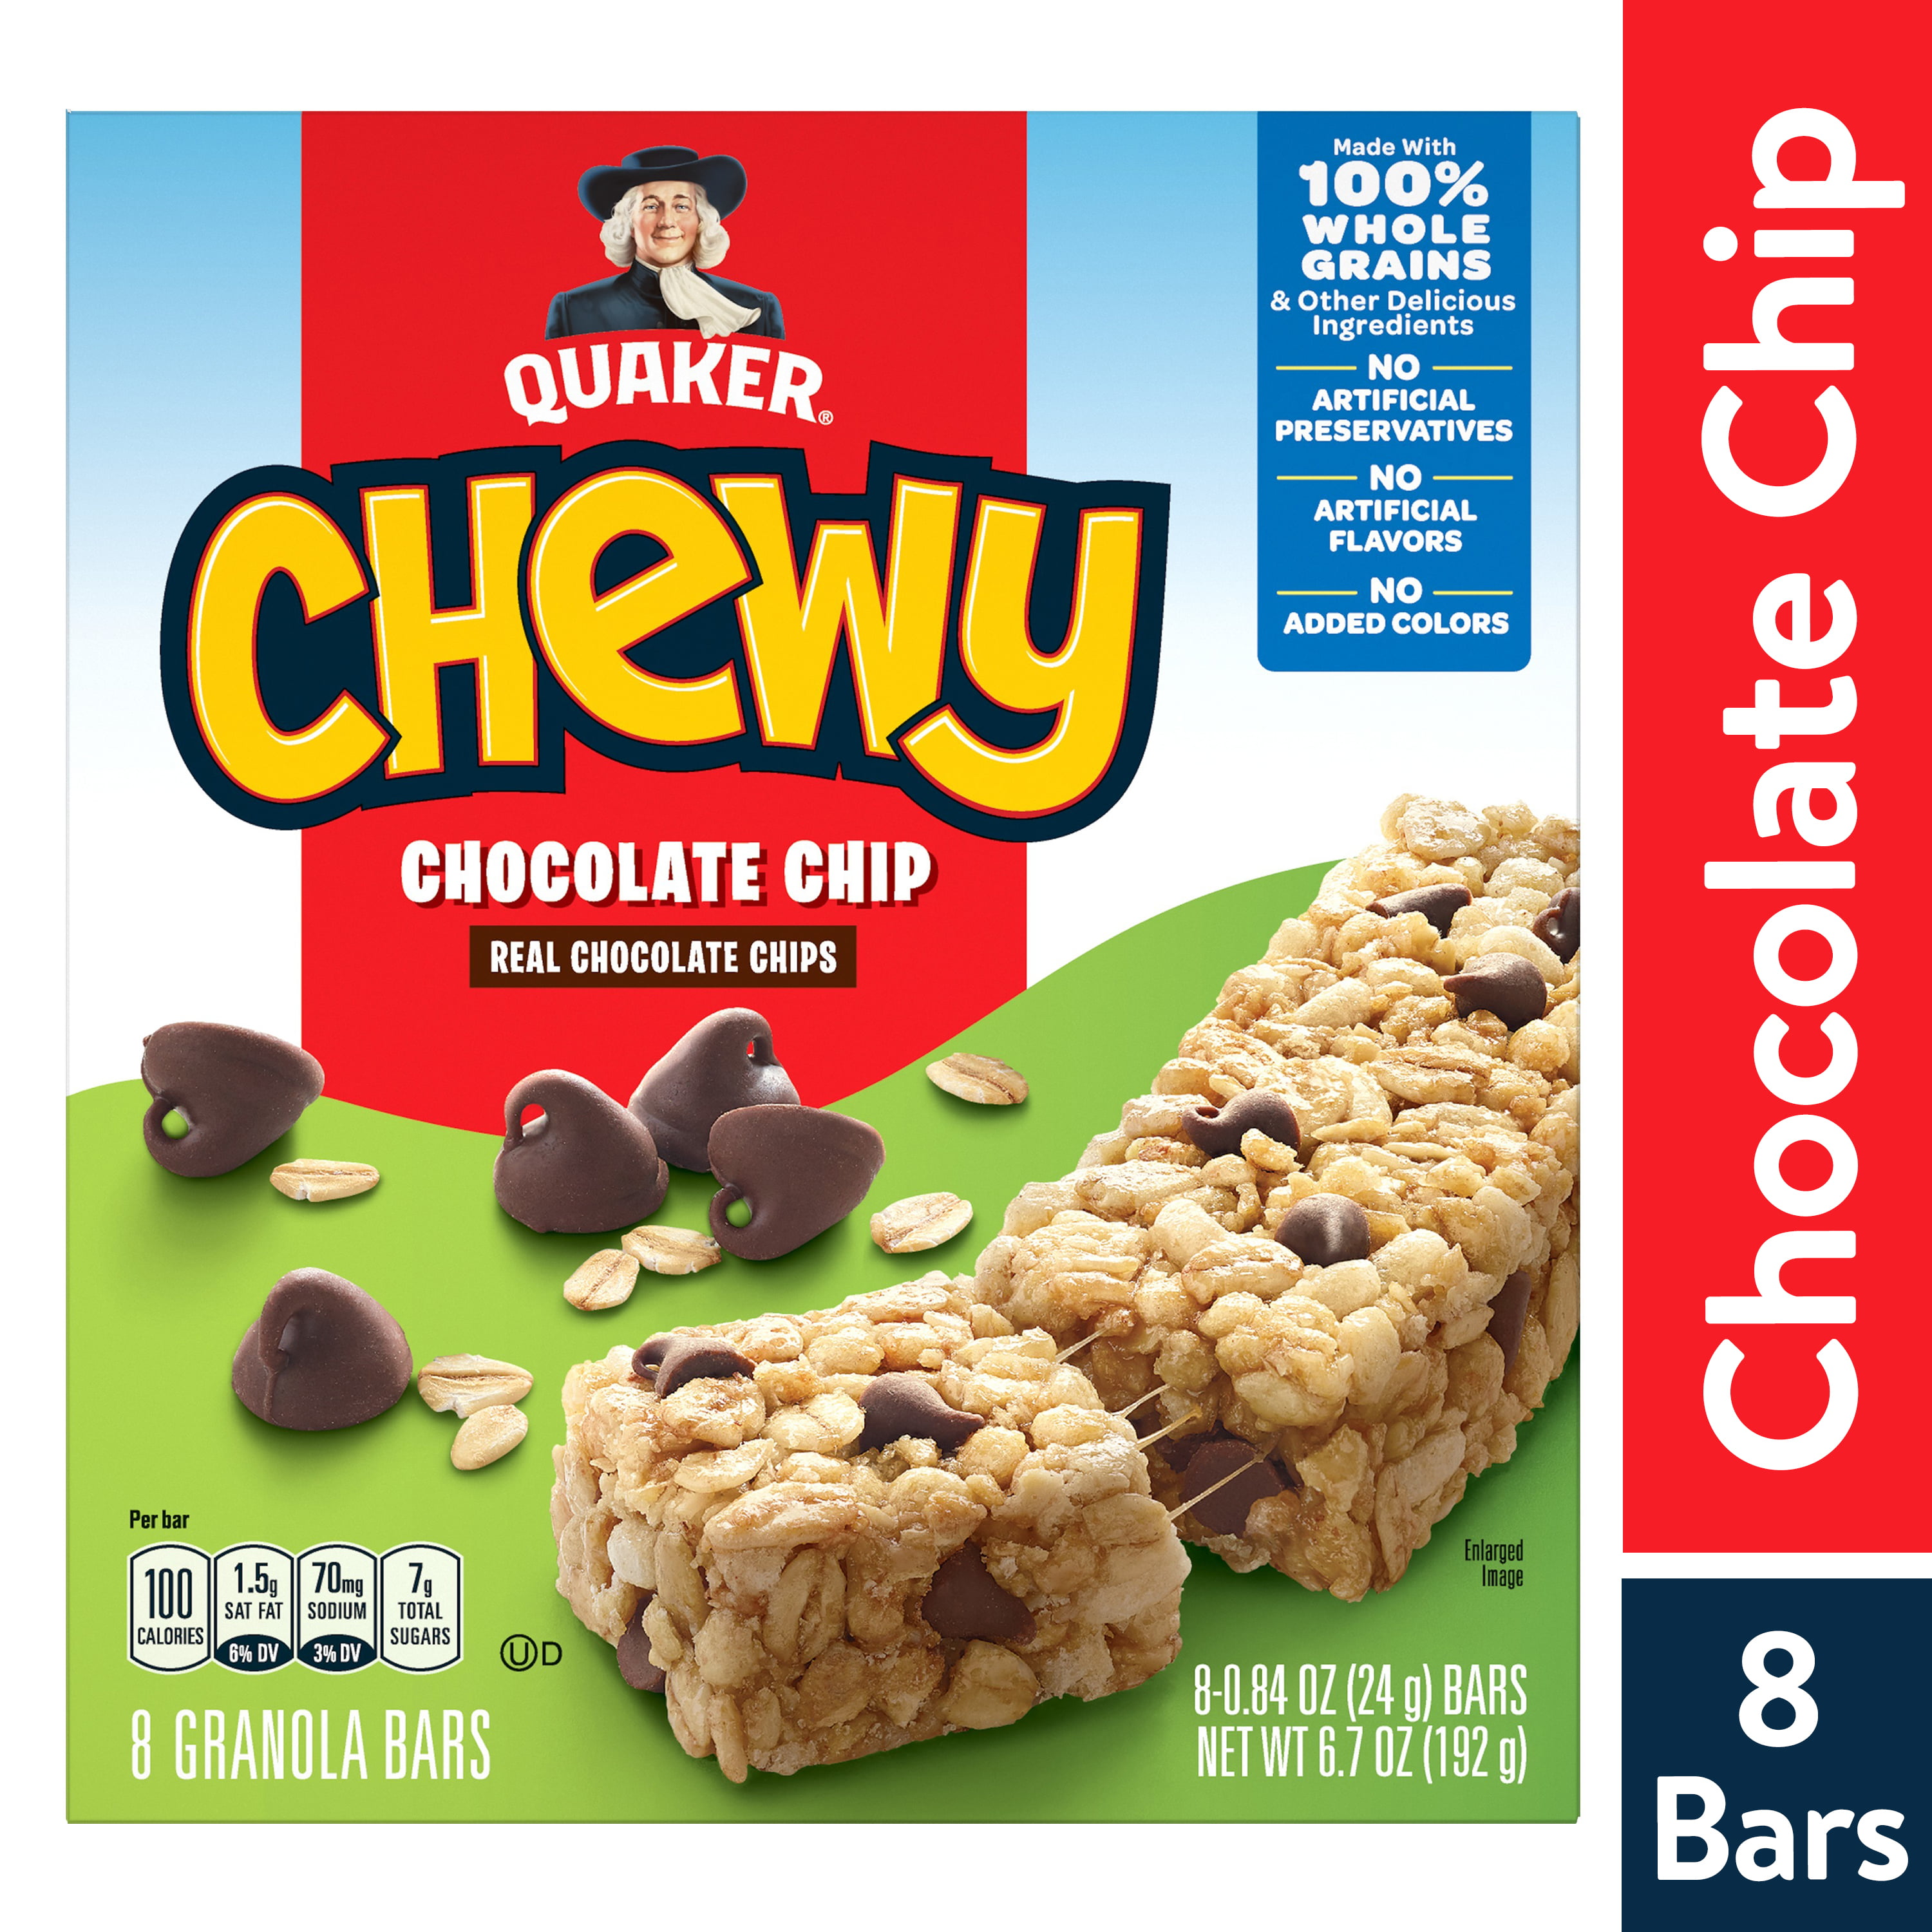 QUAKER®
CHEWY
CHOCOLATE CHIP
REAL CHOCOLATE CHIPS
Made With
100%
WHOLE
GRAINS
& Other Delicious
Ingredients
NO
ARTIFICIAL
PRESERVATIVES
NO
ARTIFICIAL
FLAVORS
NO
ADDED COLORS
Per bar
100
CALORIES
1.5g
SAT FAT
6% DV
70mg
SODIUM
3% DV
7g
TOTAL
SUGARS
U D
8 GRANOLA BARS
Enlarged
Image
8-0.84 OZ (24 g) BARS
NET WT 6.7 OZ (192 g)
Chocolate Chip
8
Bars